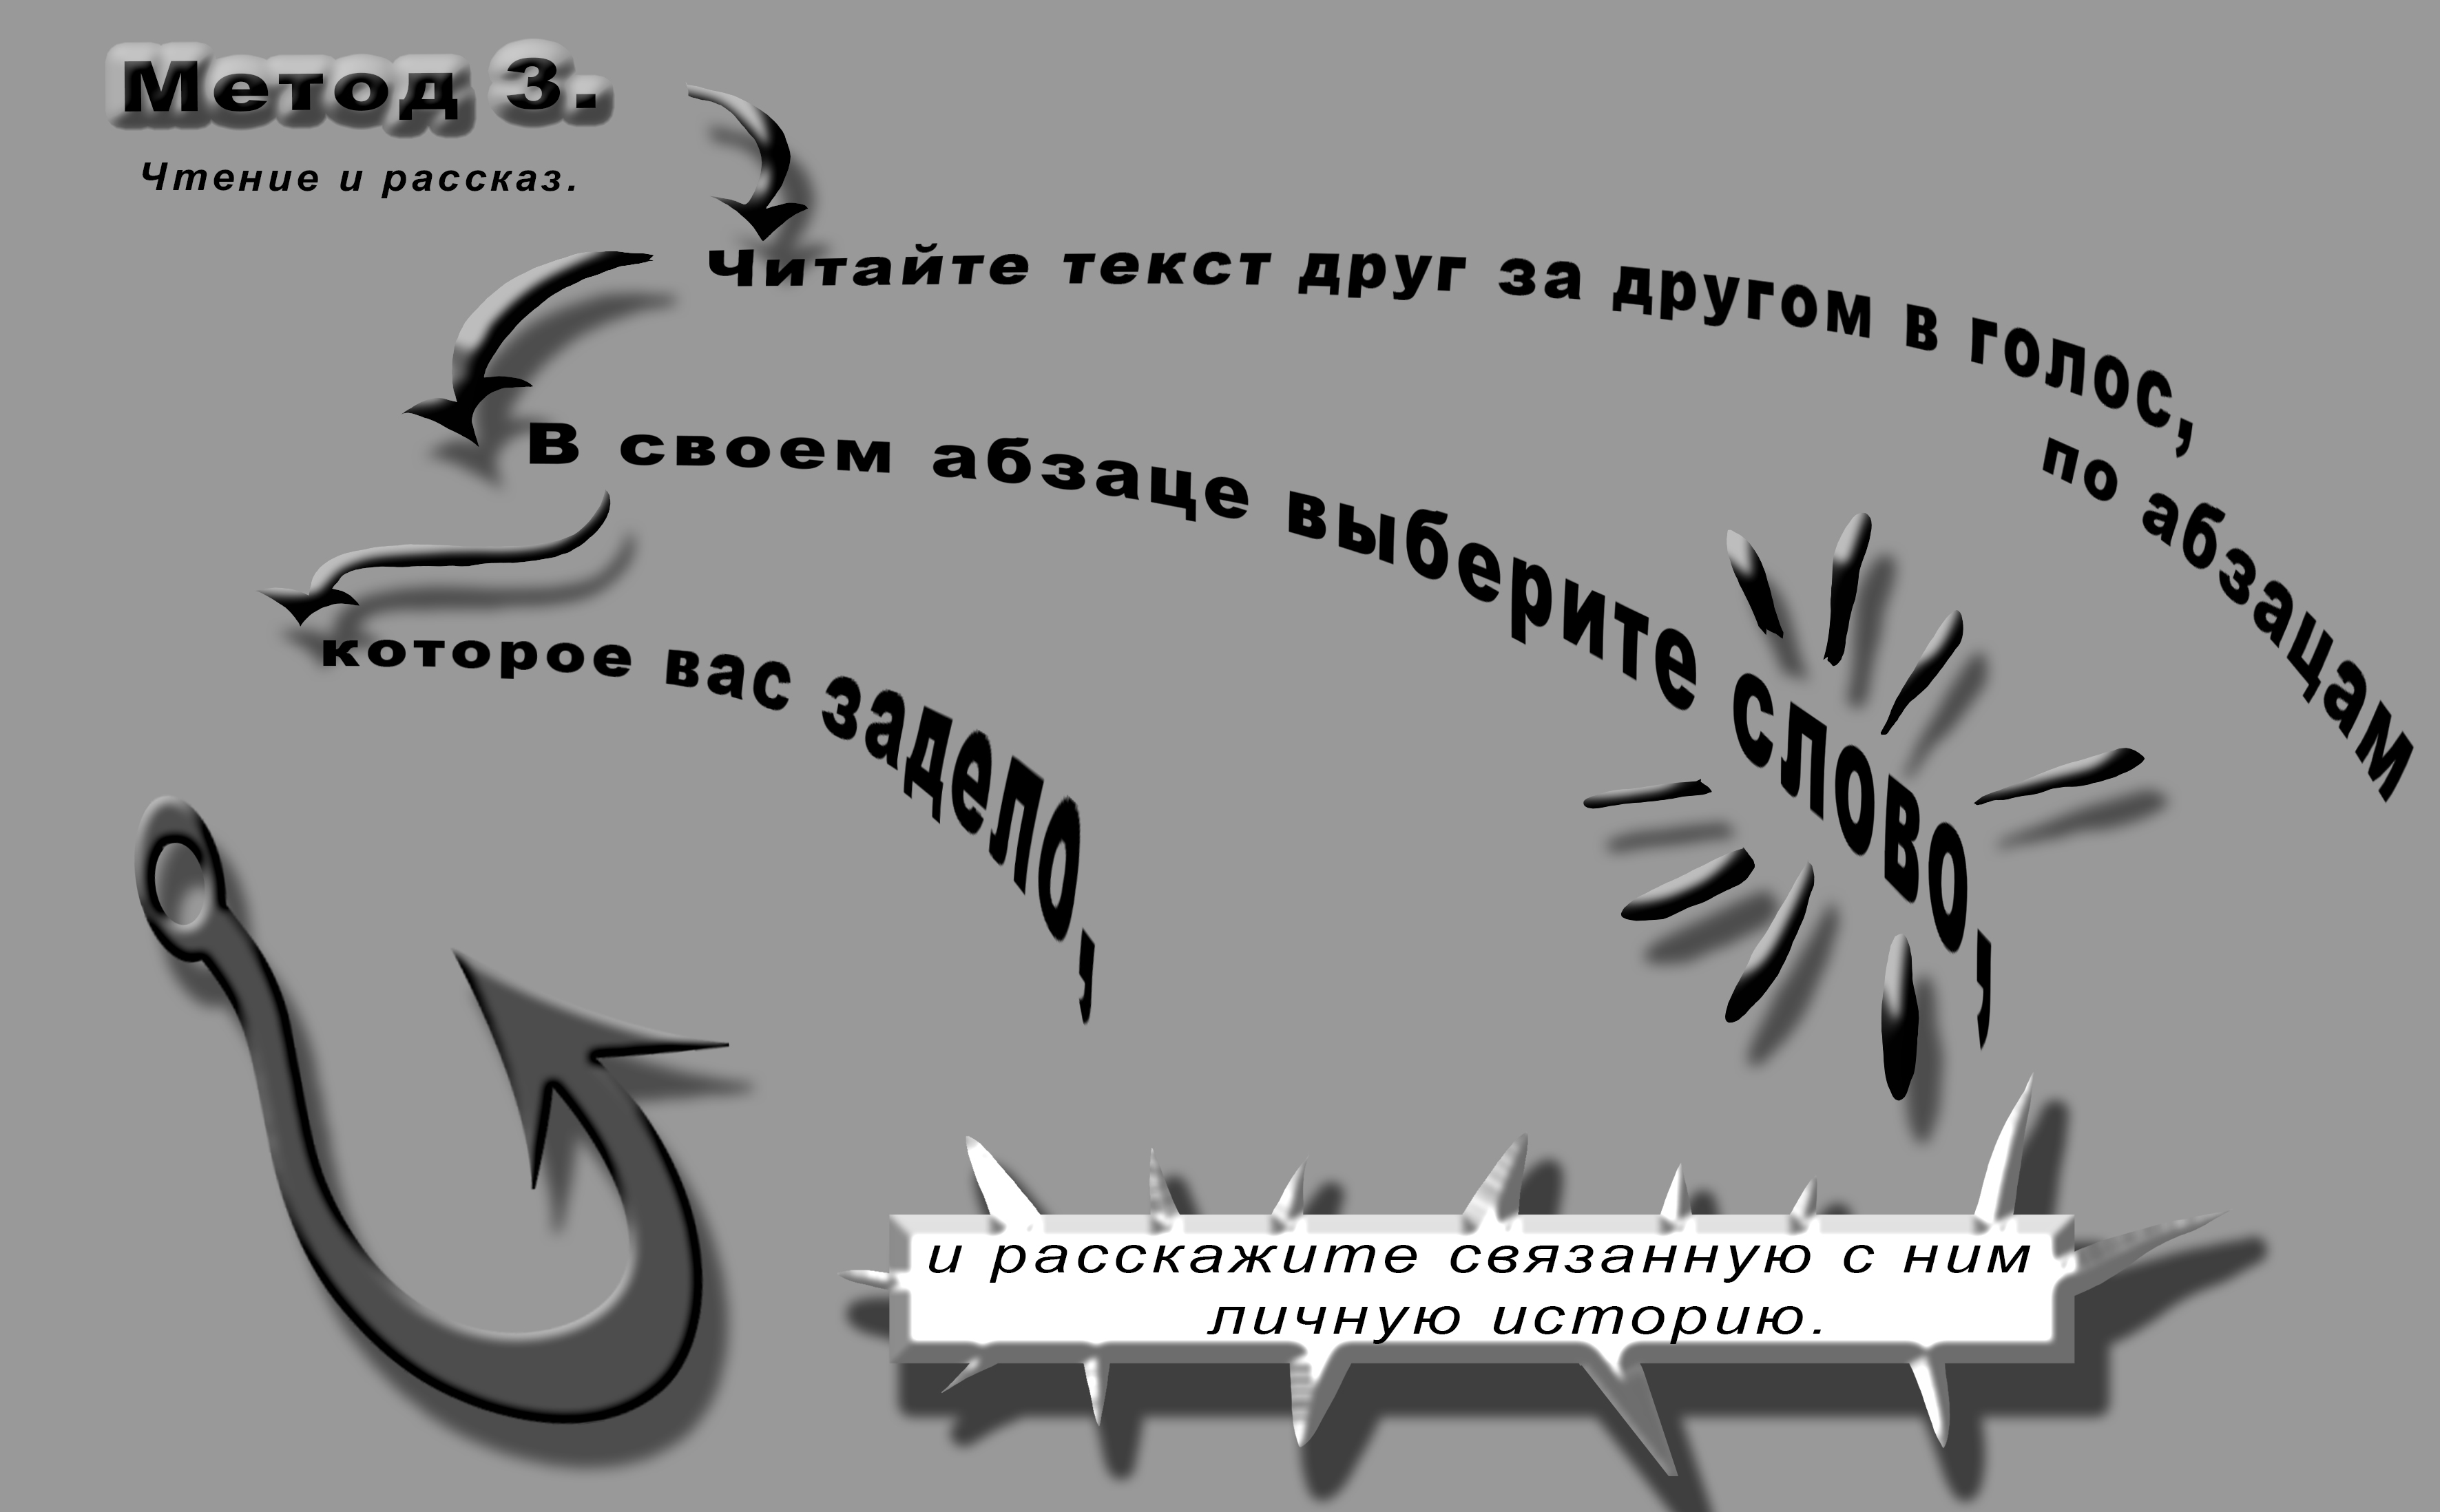 Метод 3.
Чтение и рассказ.
Читайте текст друг за другом в голос,
по абзацам
В своем абзаце выберите слово,
которое вас задело,
и расскажите связанную с ним
личную историю.